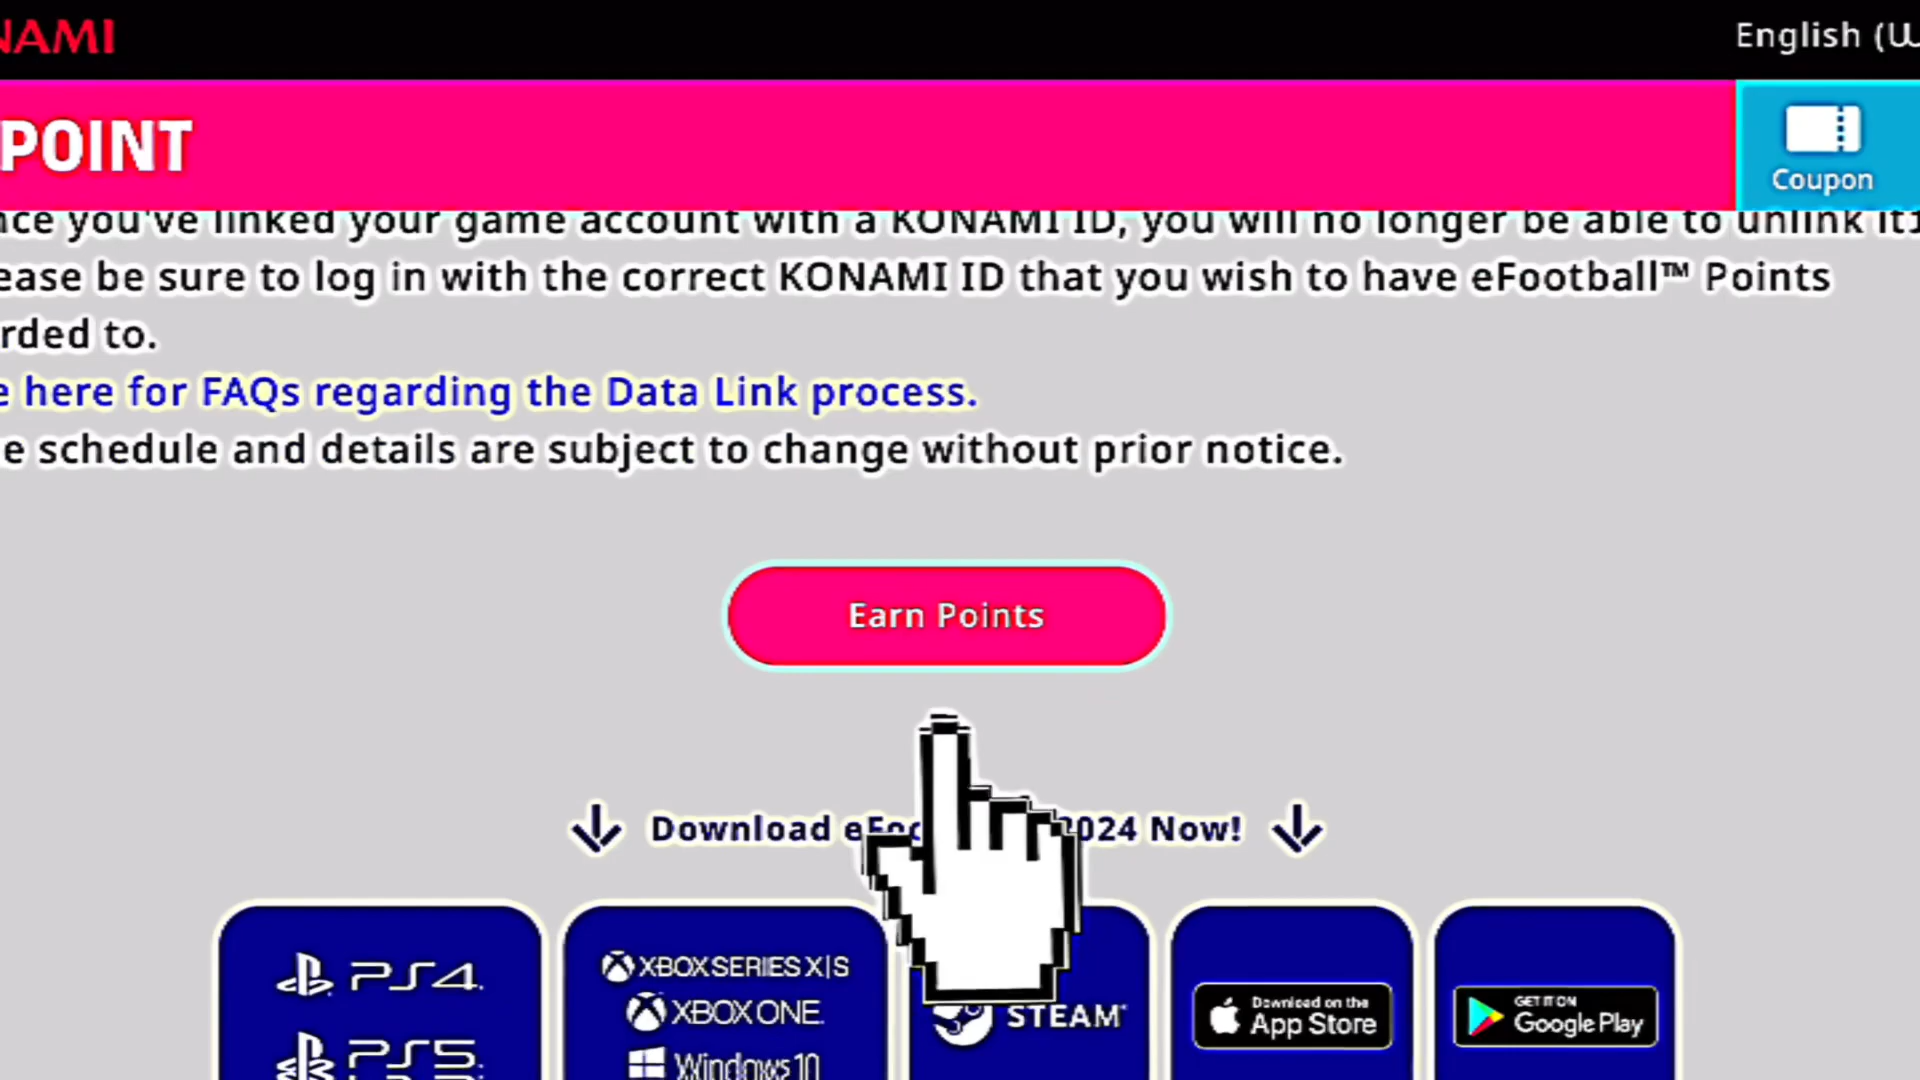 NAMI
English (U
POINT
Coupon
nce you've linked your game account with a KONAMI ID, you will no longer be able to unlink it
ease be sure to log in with the correct KONAMI ID that you wish to have eFootball™ Points
rded to.
e here for FAQs regarding the Data Link process.
e schedule and details are subject to change without prior notice.
Earn Points
Download eFoo 2024 Now!
PS4
PS5
XBOX SERIES X|S
XBOX ONE
Windows 10
STEAM
Download on the
App Store
GET IT ON
Google Play